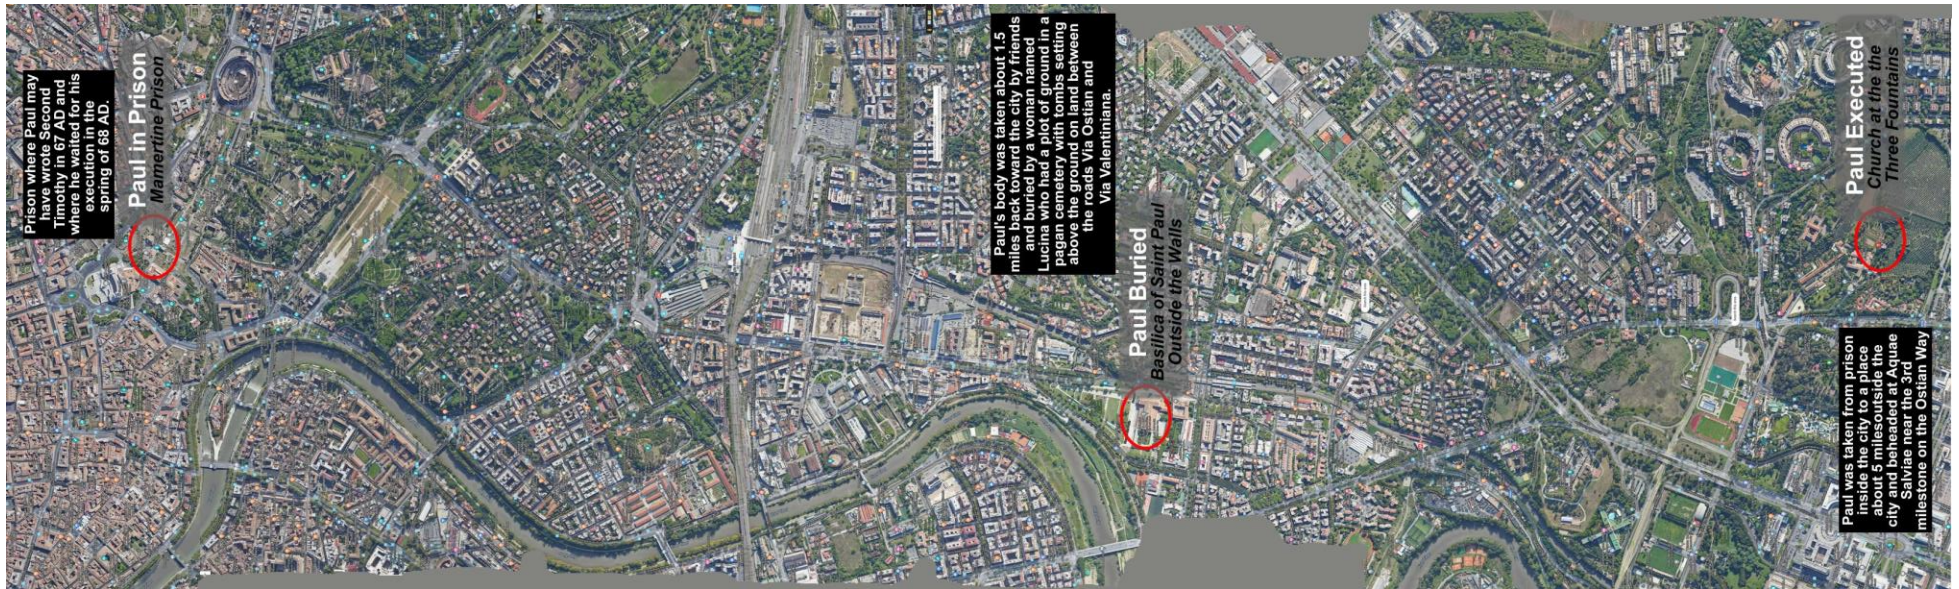 Prison where Paul may
have wrote Second
Timothy in 67 AD and
where he waited for his
execution in the
spring of 68 AD.
Paul in Prison
Mamertine Prison
Paul's body was taken about 1.5
miles back toward the city by friends
and buried by a woman named
Lucina who had a plot of ground in a
pagan cemetery with tombs setting
above the ground on land between
the roads Via Ostian and
Via Valentiniana.
Paul Buried
Basilica of Saint Paul
Outside the Walls
Paul Executed
Church at the the
Three Fountains
Paul was taken from prison
inside the city to a place
about 5 milesoutside the
city and beheaded at Aquae
Salviae near the 3rd
milestone on the Ostian Way